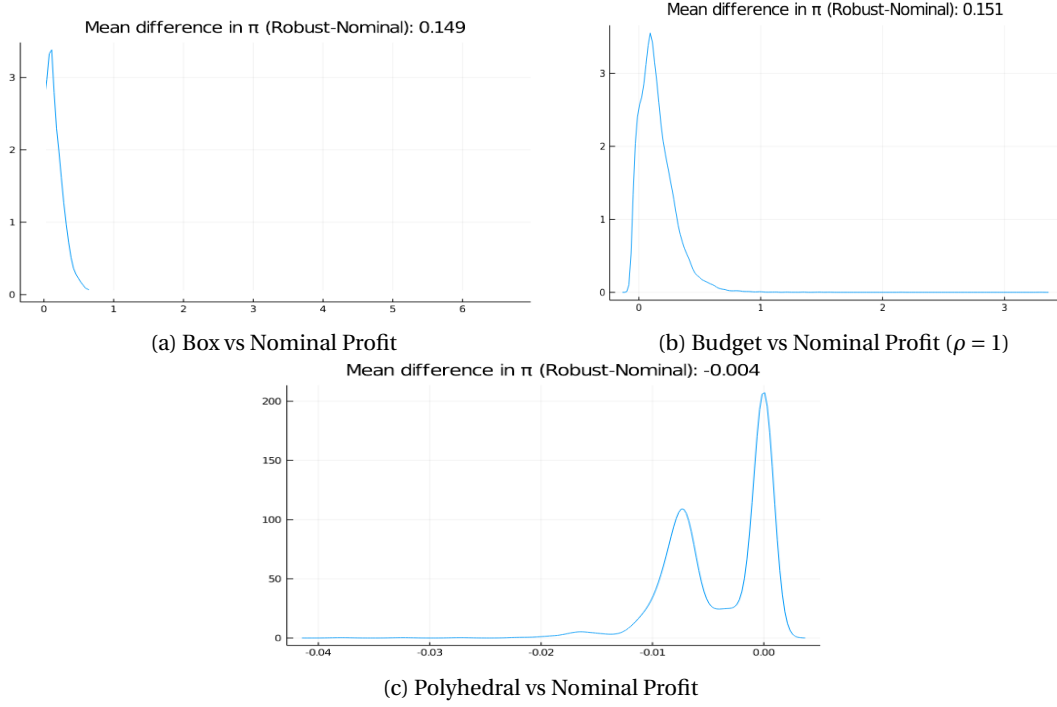 Mean difference in π (Robust-Nominal): 0.149
3
2
1
0
0 1 2 3 4 5 6
(a) Box vs Nominal Profit
Mean difference in π (Robust-Nominal): 0.151
3
2
1
0
0 1 2 3
(b) Budget vs Nominal Profit (ρ = 1)
Mean difference in π (Robust-Nominal): -0.004
200
150
100
50
0
-0.04 -0.03 -0.02 -0.01 0.00
(c) Polyhedral vs Nominal Profit